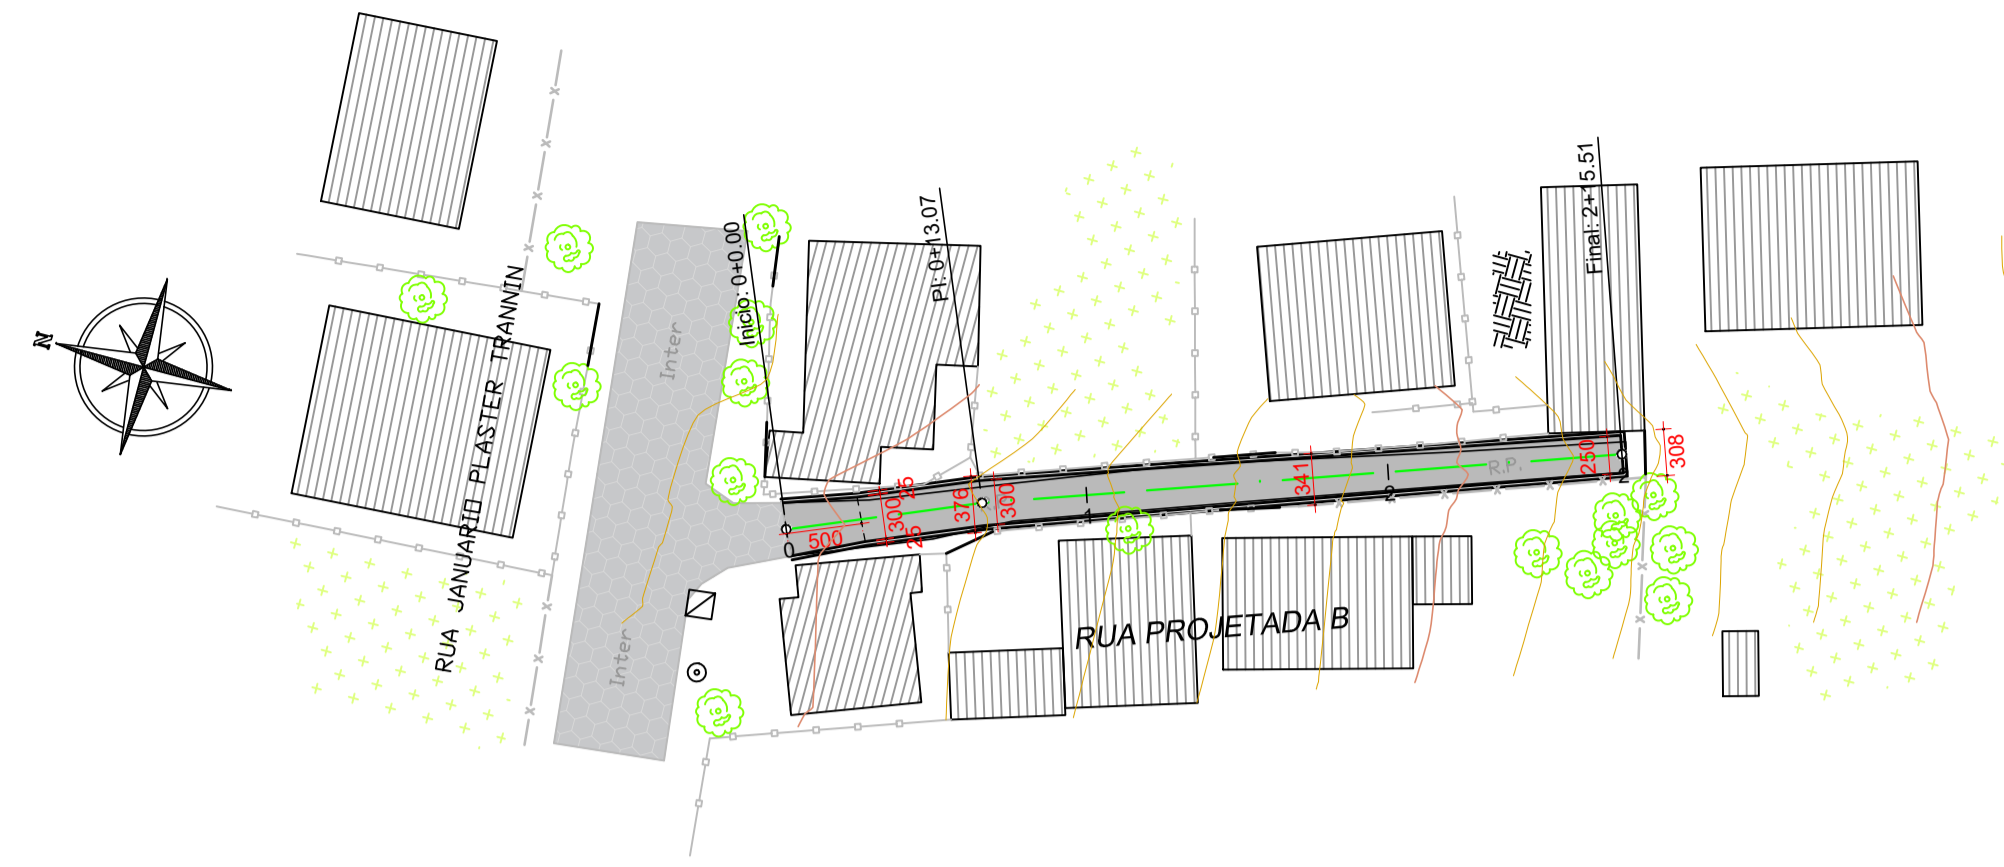 N
RUA JANUARIO PLASTER TRANNIN
Inter
Inter
Inicio: 0+0.00
PI: 0+13.07
Final: 2+15.51
0
500
300
25
25
376
300
1
341
2
R.P.
250
308
2
RUA PROJETADA B